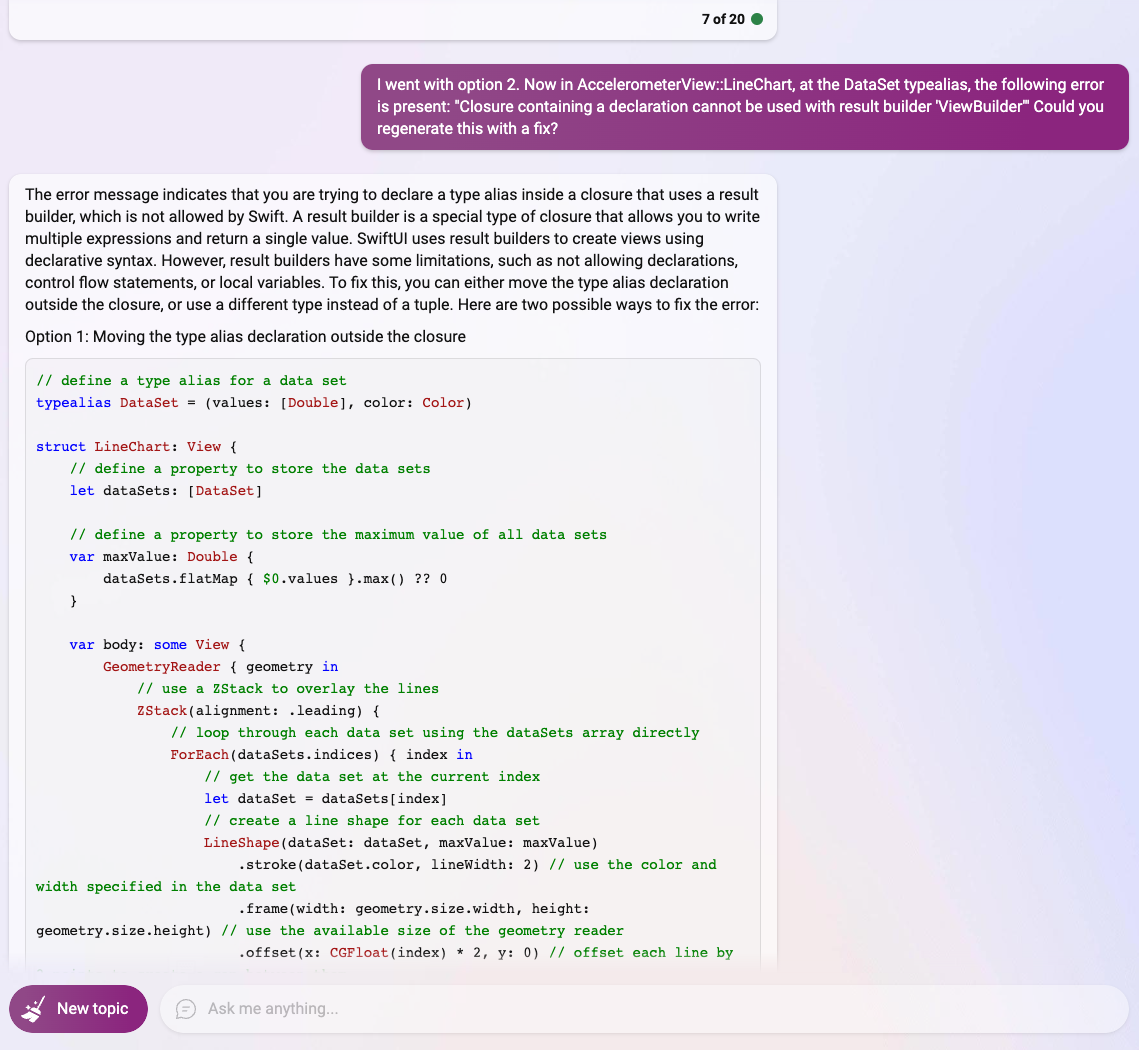 7 of 20
I went with option 2. Now in AccelerometerView::LineChart, at the DataSet typealias, the following error
is present: "Closure containing a declaration cannot be used with result builder 'ViewBuilder'" Could you
regenerate this with a fix?
The error message indicates that you are trying to declare a type alias inside a closure that uses a result
builder, which is not allowed by Swift. A result builder is a special type of closure that allows you to write
multiple expressions and return a single value. SwiftUI uses result builders to create views using
declarative syntax. However, result builders have some limitations, such as not allowing declarations,
control flow statements, or local variables. To fix this, you can either move the type alias declaration
outside the closure, or use a different type instead of a tuple. Here are two possible ways to fix the error:
Option 1: Moving the type alias declaration outside the closure
// define a type alias for a data set
typealias DataSet = (values: [Double], color: Color)
struct LineChart: View {
    // define a property to store the data sets
    let dataSets: [DataSet]
    // define a property to store the maximum value of all data sets
    var maxValue: Double {
        dataSets.flatMap { $0.values }.max() ?? 0
    }
    var body: some View {
        GeometryReader { geometry in
            // use a ZStack to overlay the lines
            ZStack(alignment: .leading) {
                // loop through each data set using the dataSets array directly
                ForEach(dataSets.indices) { index in
                    // get the data set at the current index
                    let dataSet = dataSets[index]
                    // create a line shape for each data set
                    LineShape(dataSet: dataSet, maxValue: maxValue)
                        .stroke(dataSet.color, lineWidth: 2) // use the color and
width specified in the data set
                        .frame(width: geometry.size.width, height:
geometry.size.height) // use the available size of the geometry reader
                        .offset(x: CGFloat(index) * 2, y: 0) // offset each line by
New topic
Ask me anything...